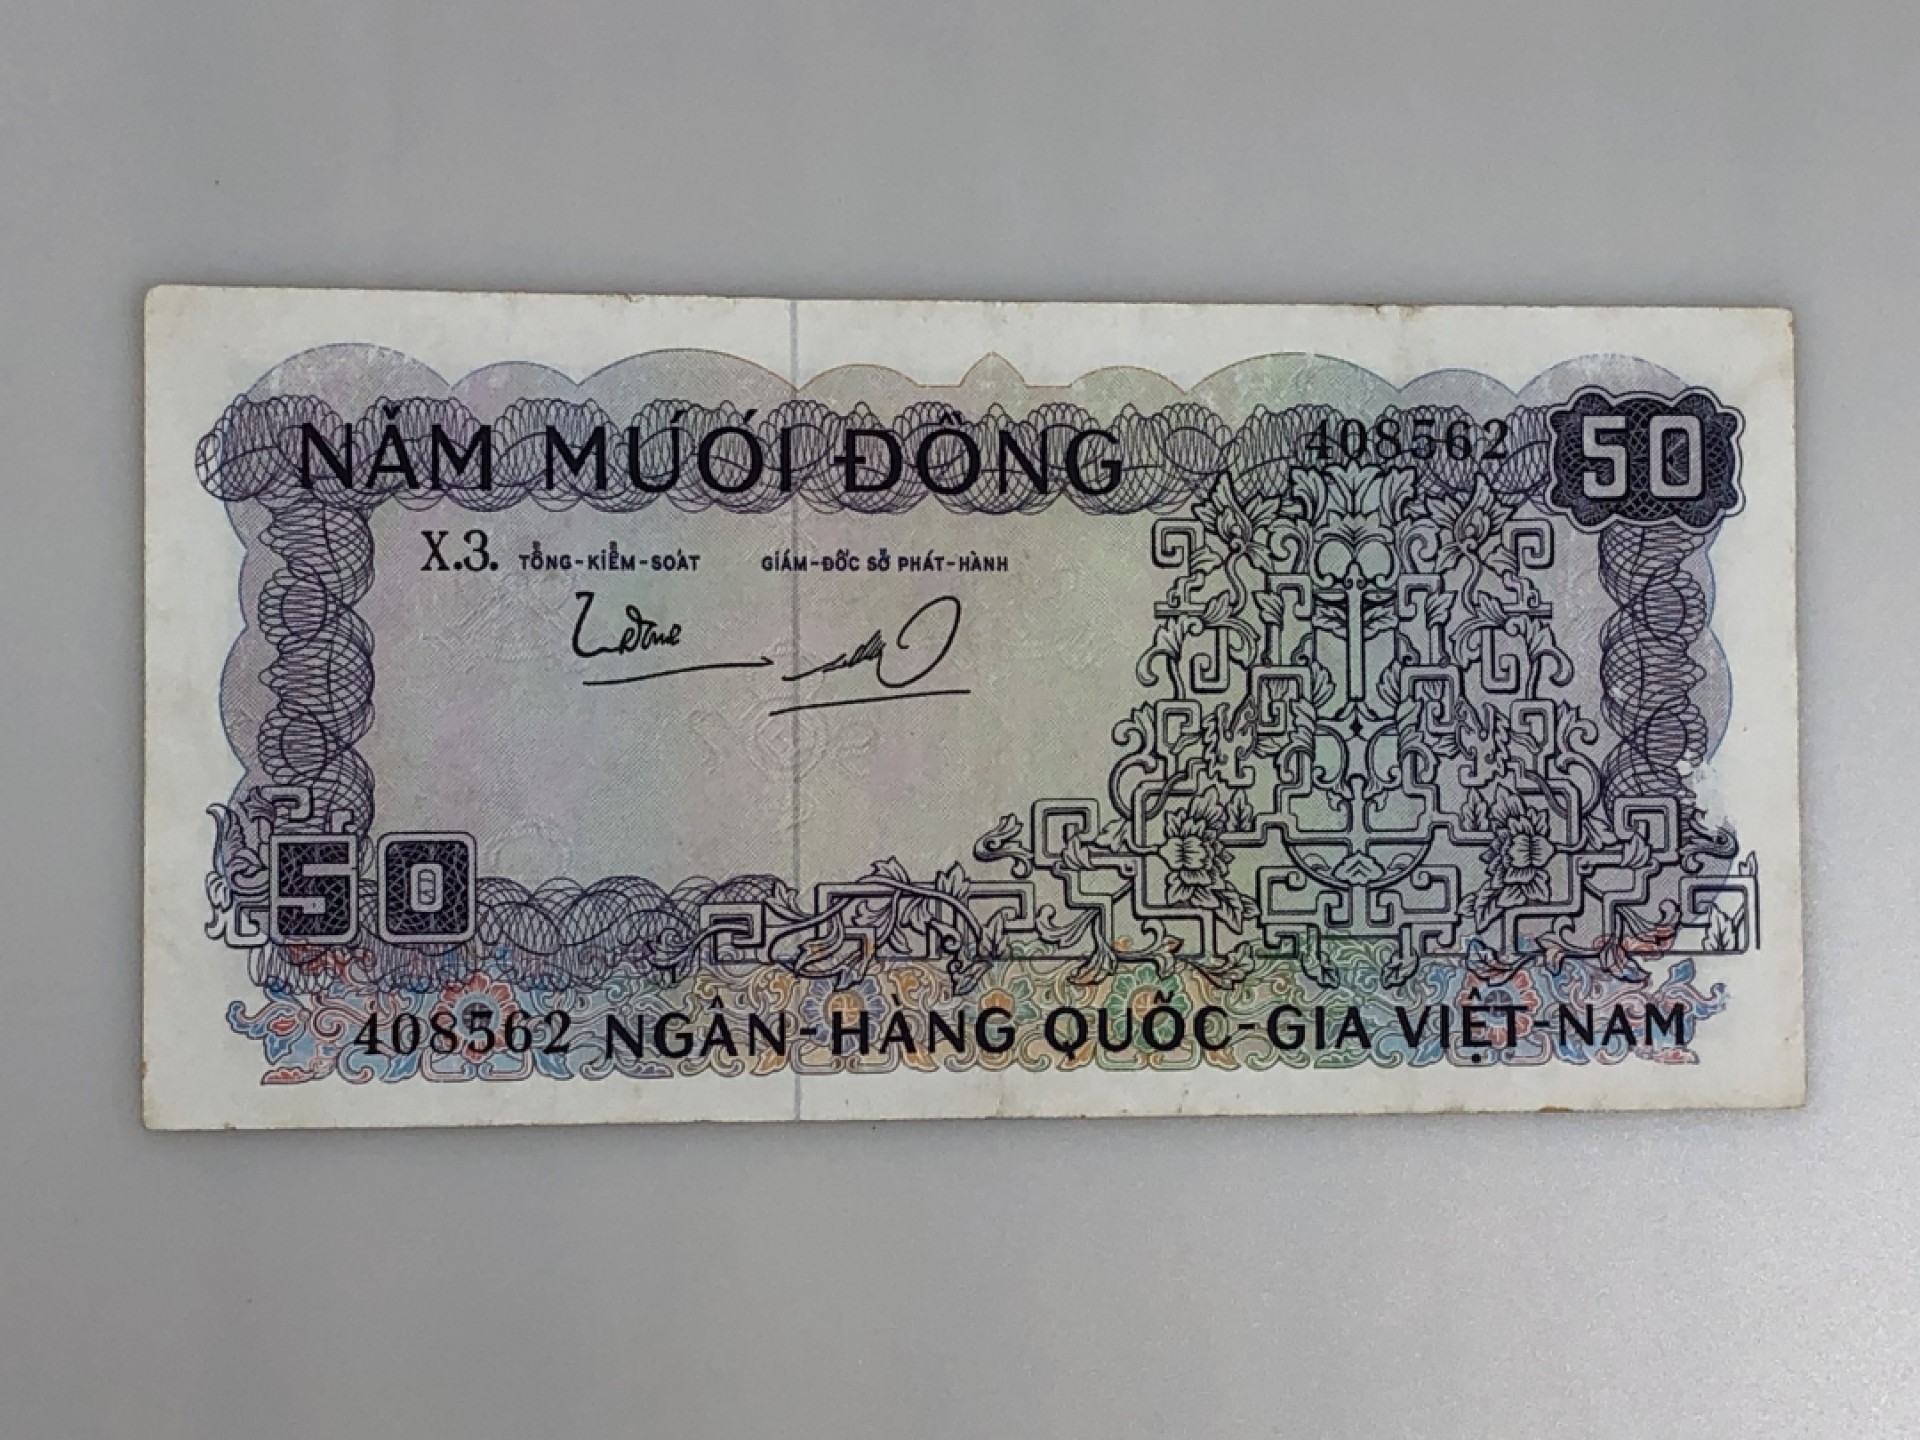 NĂM MƯƠI ĐỒNG
408562
50
X.3.
TỔNG-KIỂM-SOÁT
GIÁM-ĐỐC SỞ PHÁT-HÀNH
50
408562
NGÂN-HÀNG QUỐC-GIA VIỆT-NAM